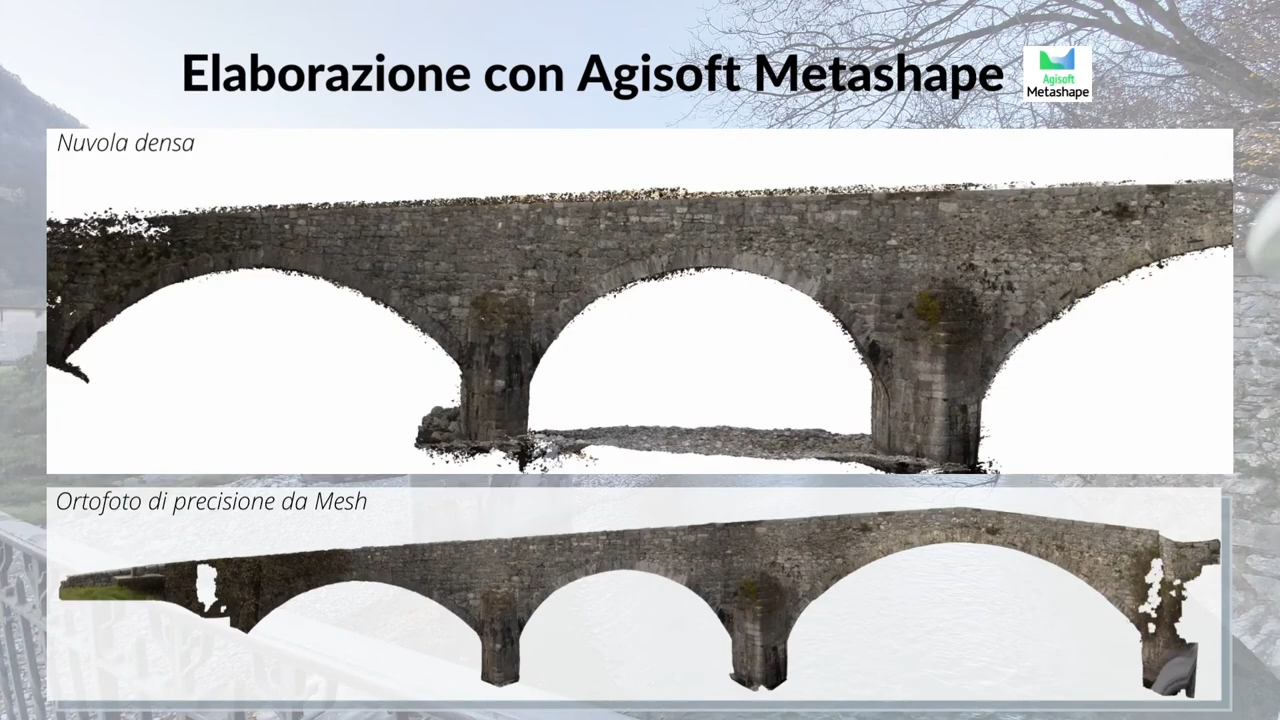 Elaborazione con Agisoft Metashape
Agisoft
Metashape
Nuvola densa
Ortofoto di precisione da Mesh